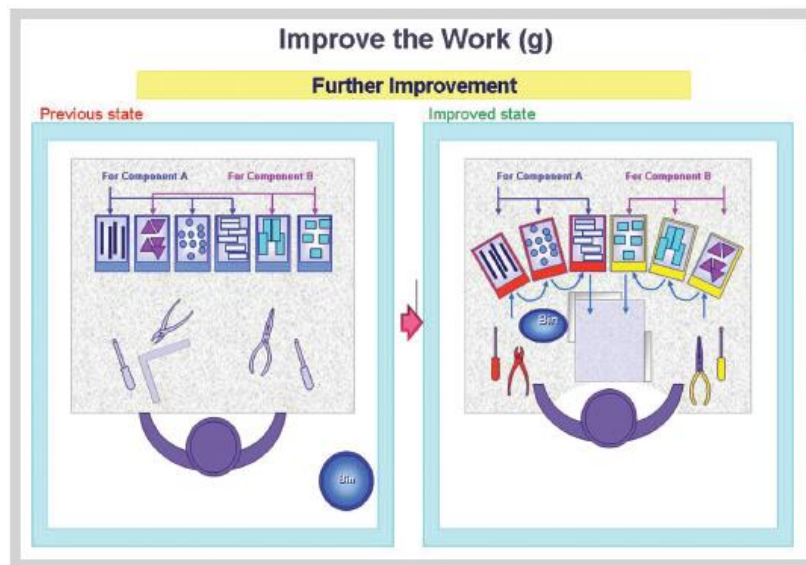 Improve the Work (g)
Further Improvement
Previous state
For Component A For Component B
Bin
Improved state
For Component A For Component B
Bin